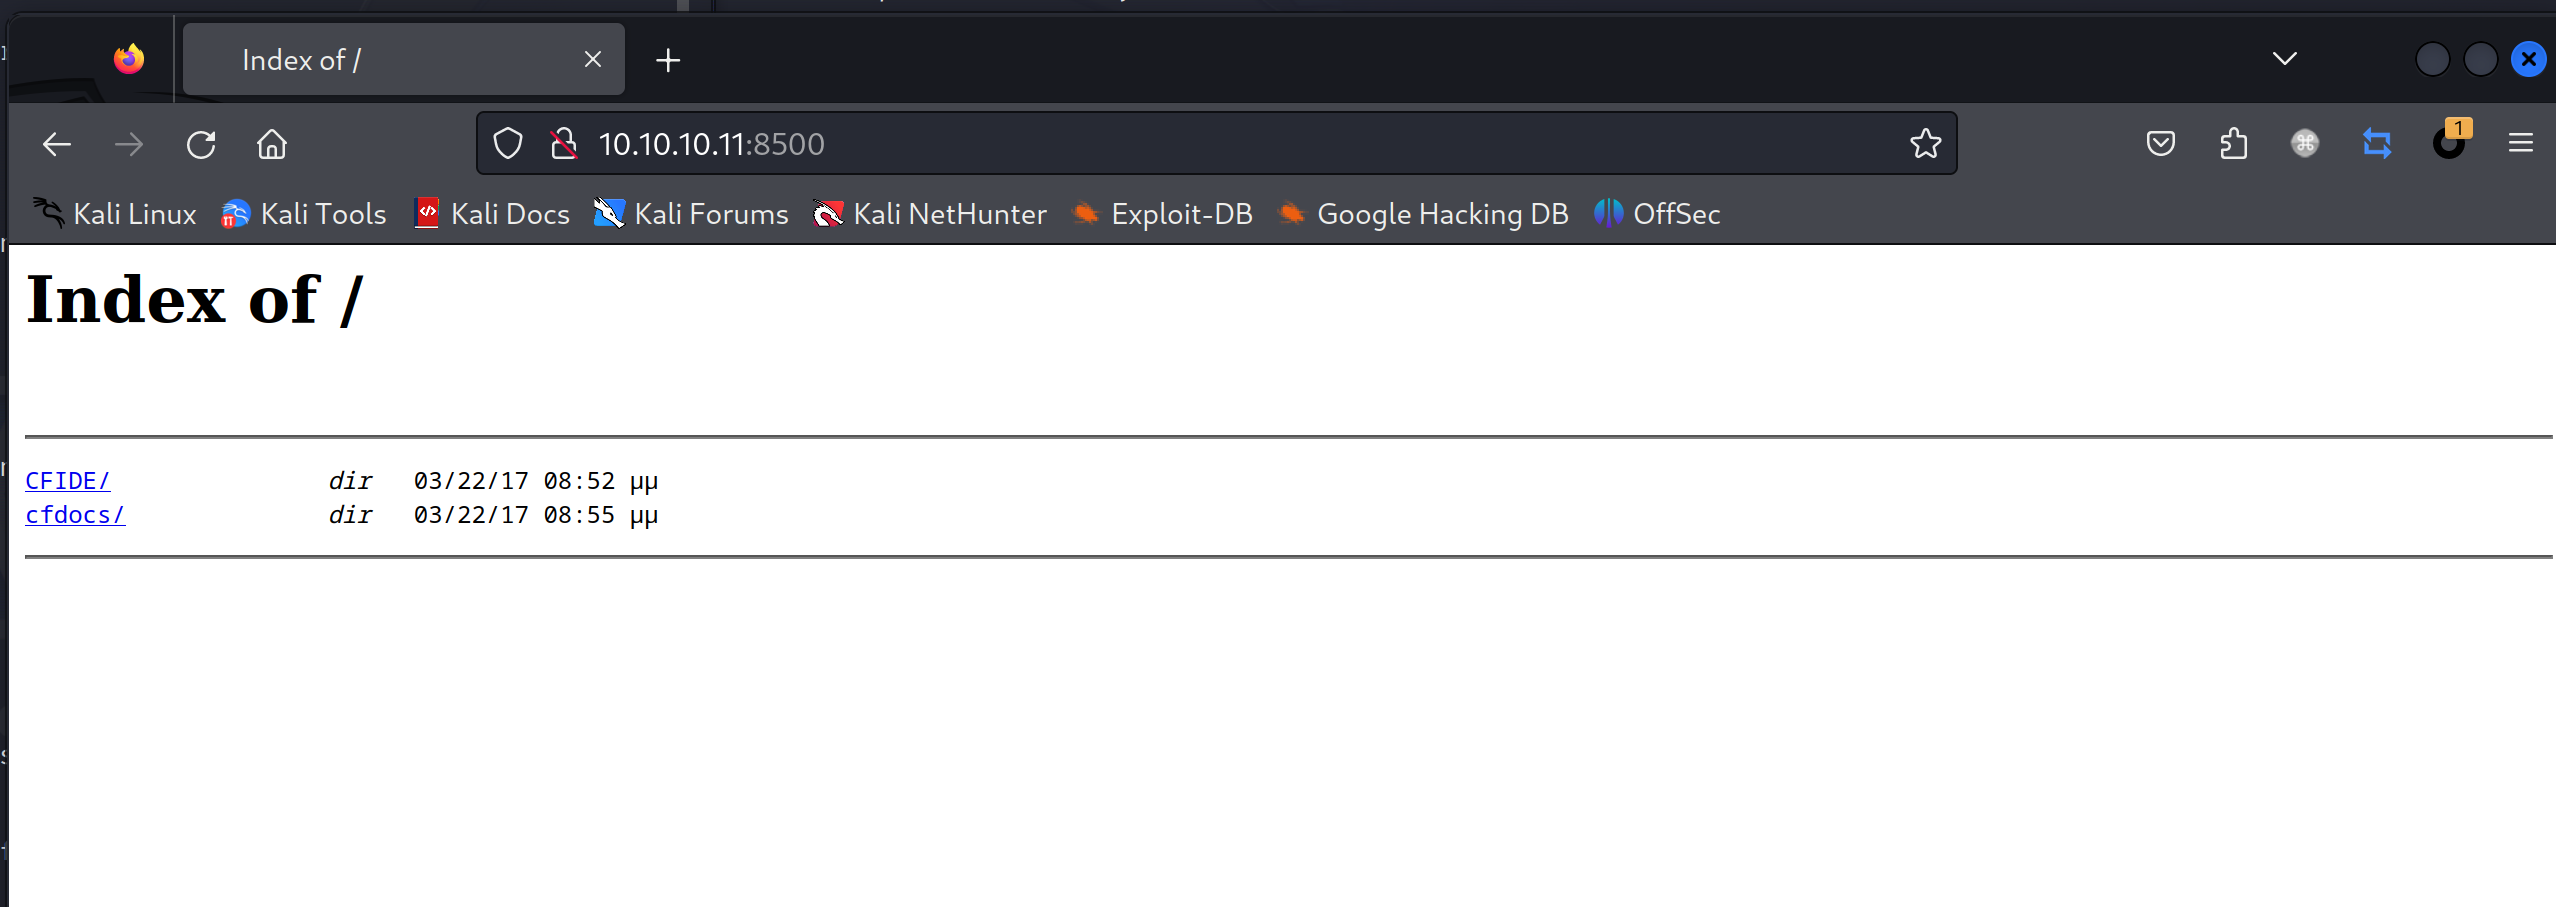 Index of /
10.10.10.11:8500
1
Kali Linux Kali Tools Kali Docs Kali Forums Kali NetHunter Exploit-DB Google Hacking DB OffSec
Index of /
CFIDE/ dir 03/22/17 08:52 μμ
cfdocs/ dir 03/22/17 08:55 μμ